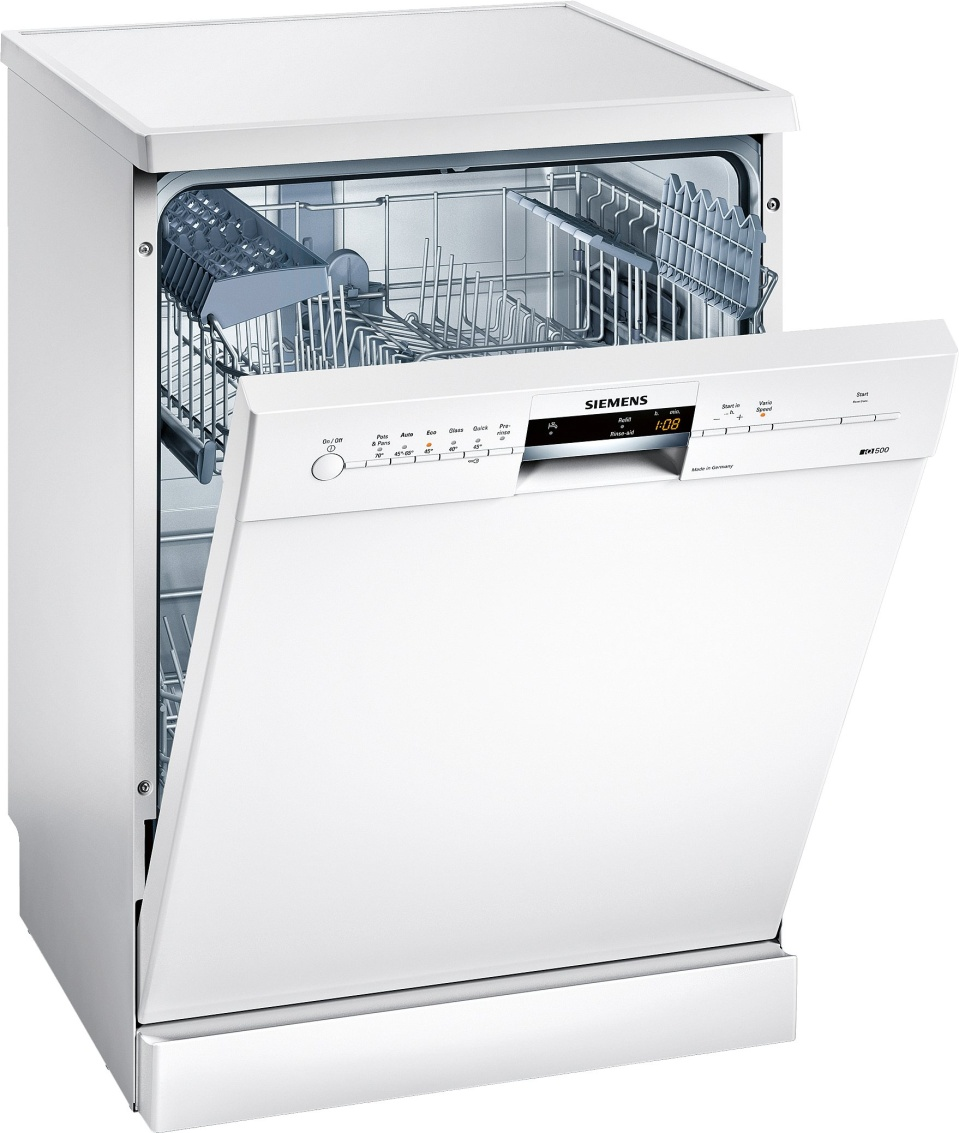 SIEMENS
On / Off
Pots
& Pans
70°
Auto
45°-65°
Eco
45°
Glass
40°
Quick
45°
Pre-
rinse
Refill
Rinse-aid
h. min.
1:08
Start in
- h. +
Vario
Speed
Start
Made in Germany
iQ500